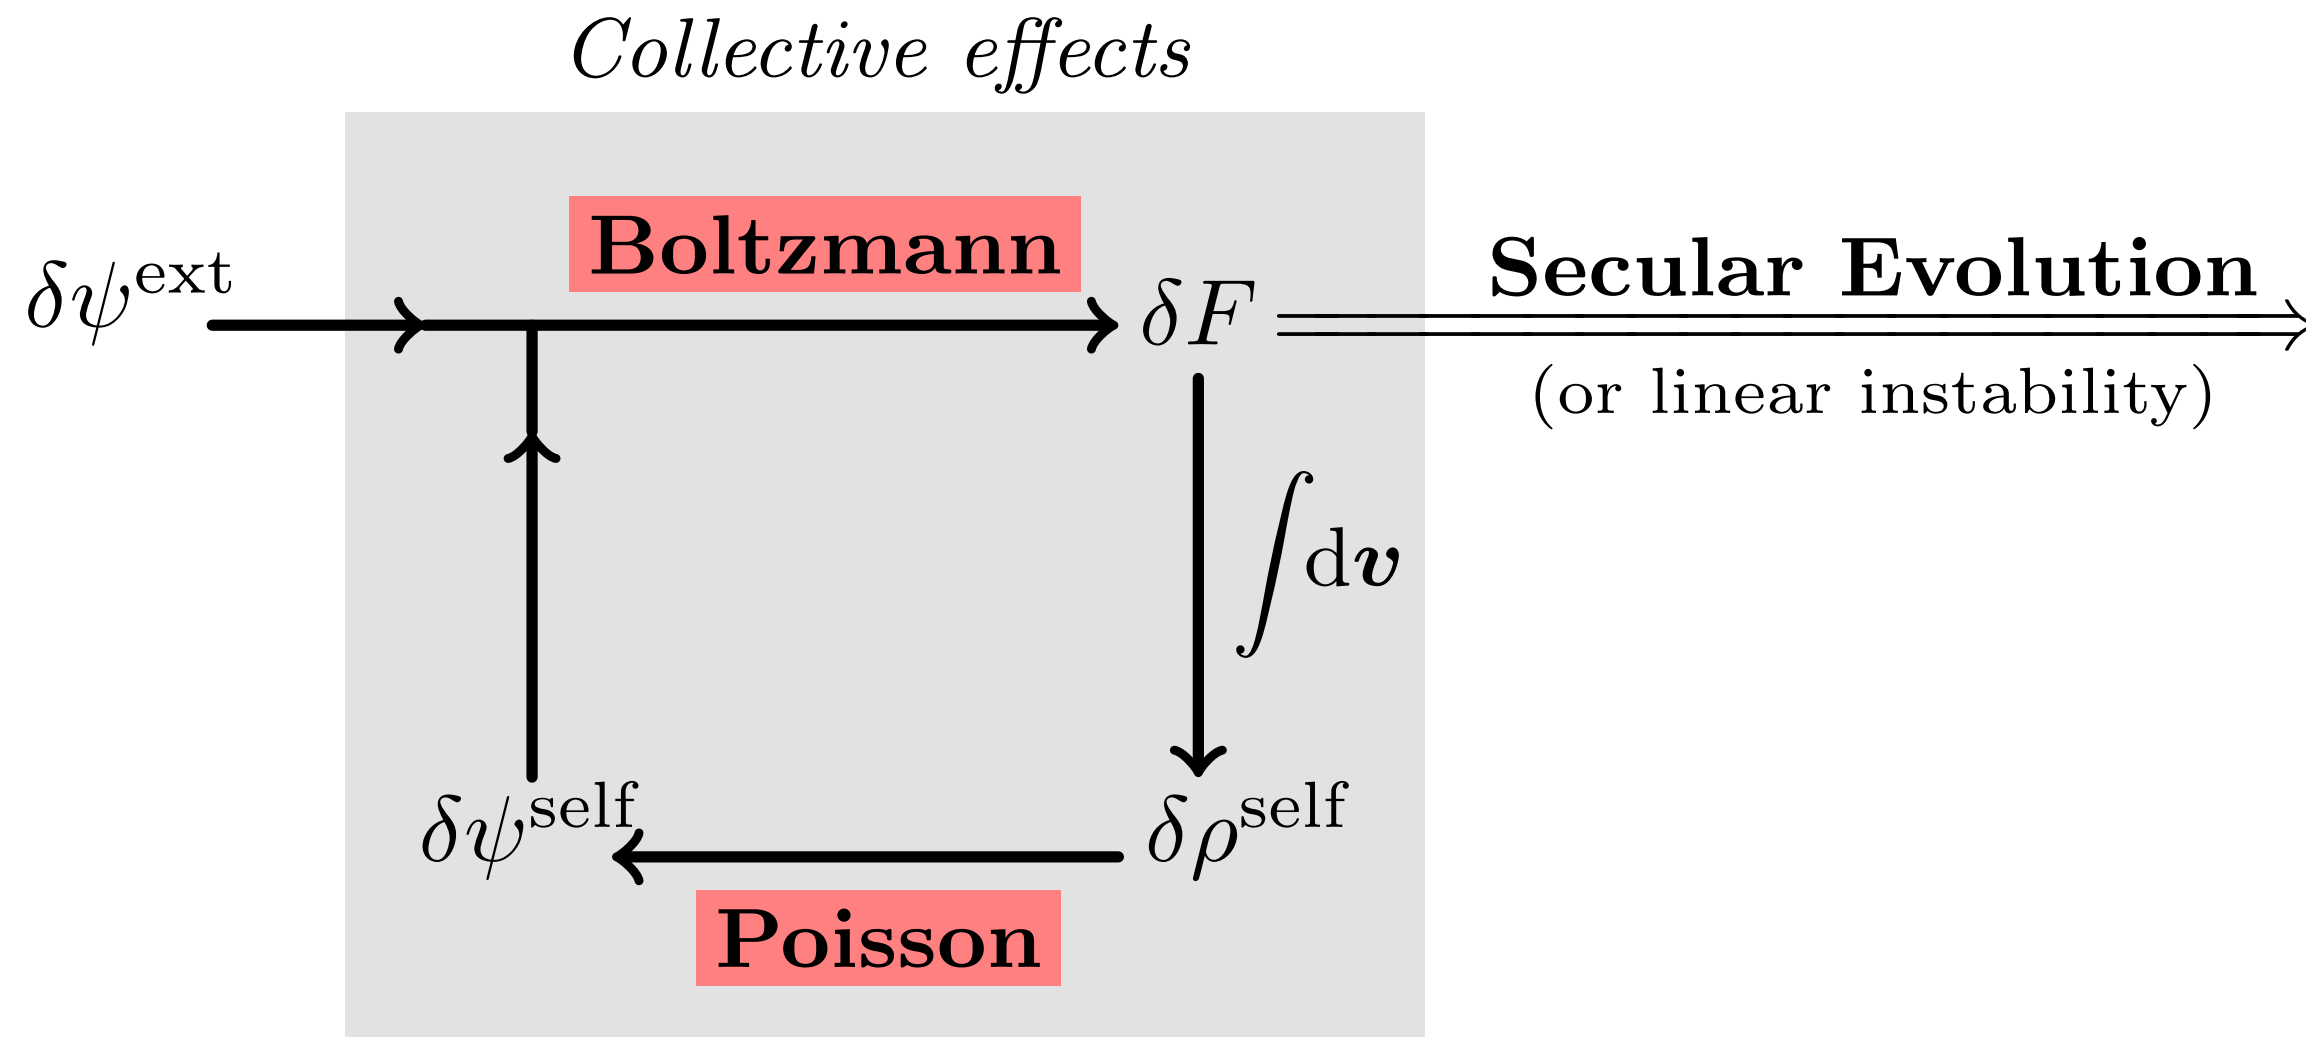 Collective effects
Boltzmann
δψ^ext
δF
Secular Evolution
(or linear instability)
∫d𝒗
δψ^self
δρ^self
Poisson